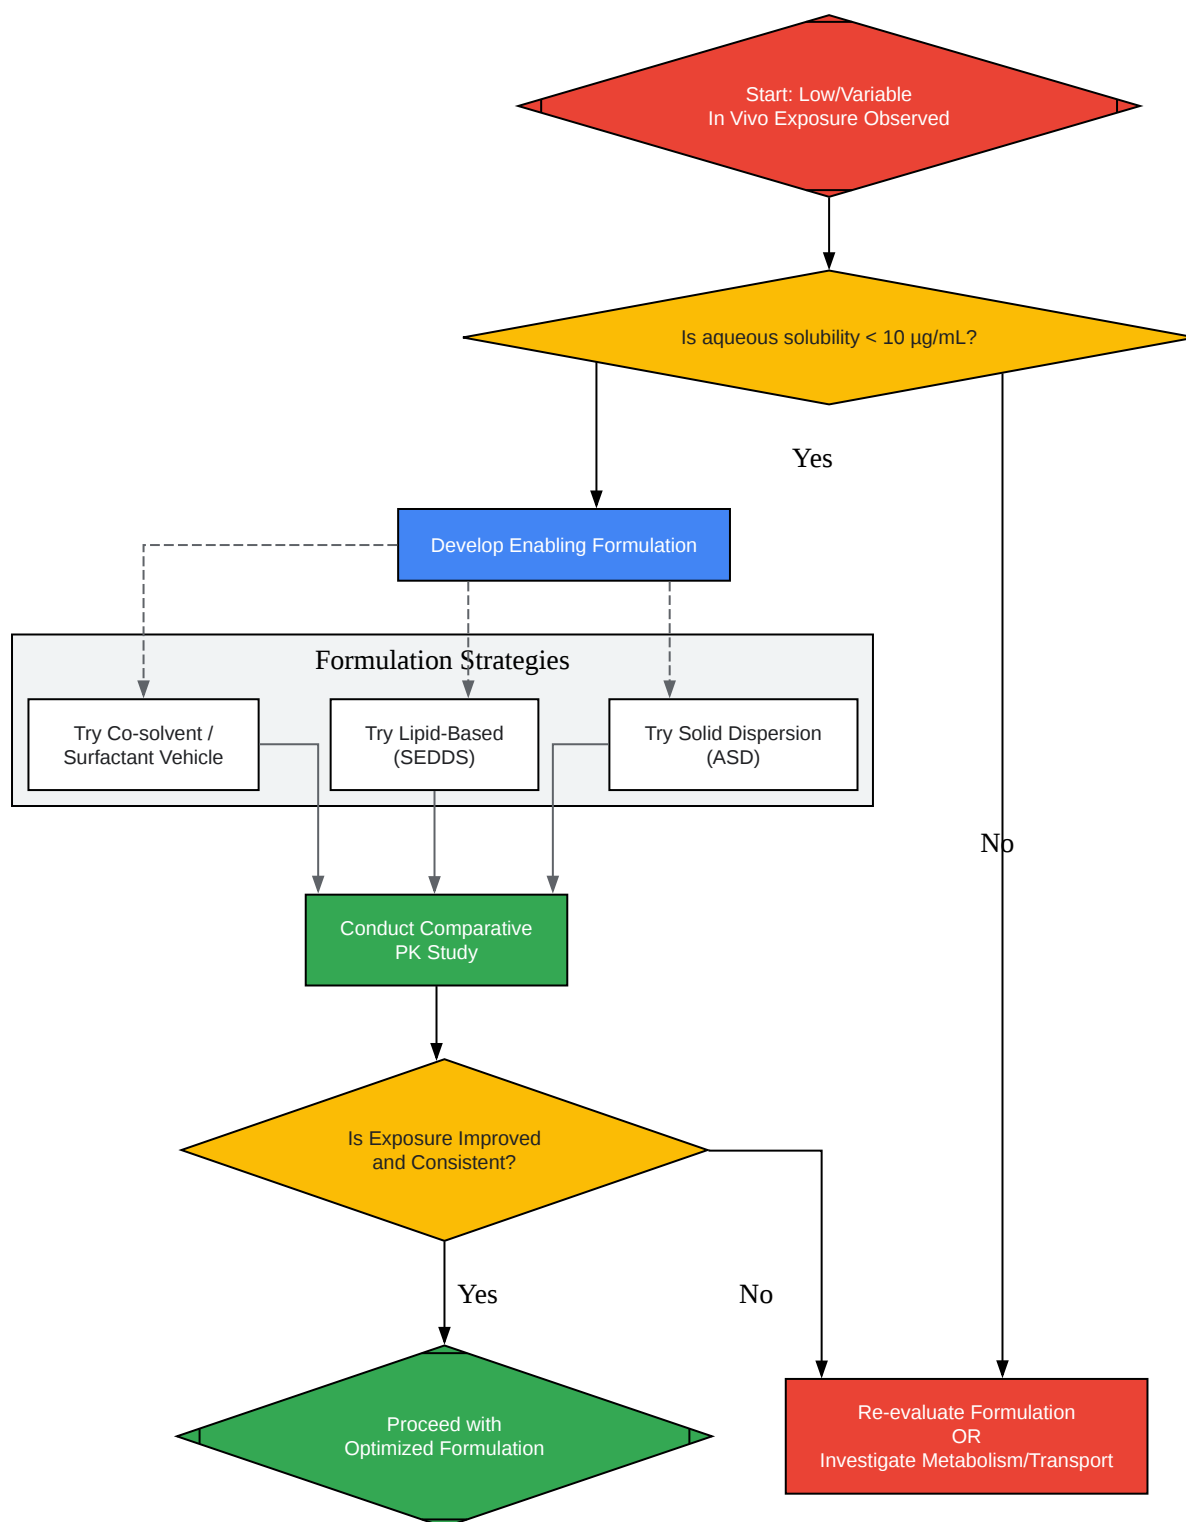 Start: Low/Variable
In Vivo Exposure Observed
Is aqueous solubility < 10 µg/mL?
Yes
Develop Enabling Formulation
Formulation Strategies
Try Co-solvent /
Surfactant Vehicle
Try Lipid-Based
(SEDDS)
Try Solid Dispersion
(ASD)
No
Conduct Comparative
PK Study
Is Exposure Improved
and Consistent?
Yes
No
Proceed with
Optimized Formulation
Re-evaluate Formulation
OR
Investigate Metabolism/Transport